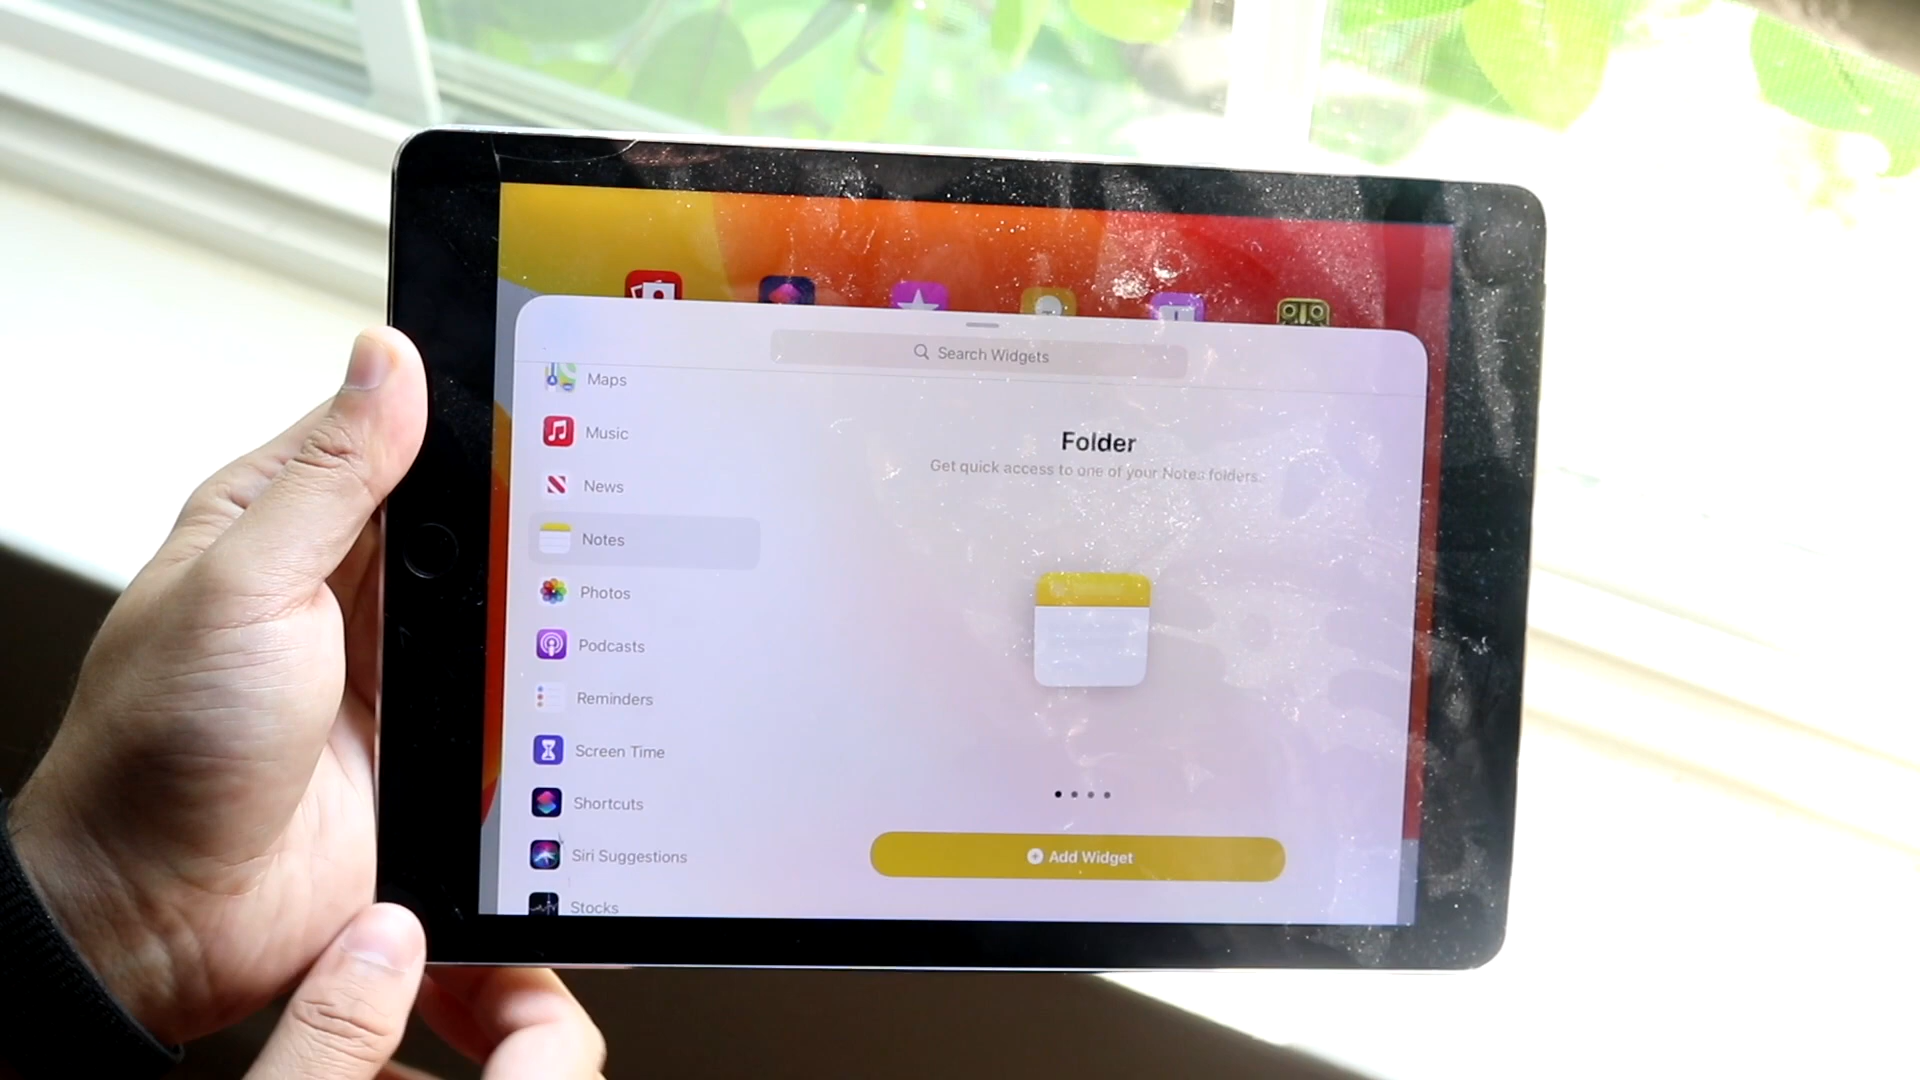 Search Widgets
Maps
Music
News
Notes
Photos
Podcasts
Reminders
Screen Time
Shortcuts
Siri Suggestions
Stocks
Folder
Get quick access to one of your Notes folders.
Add Widget